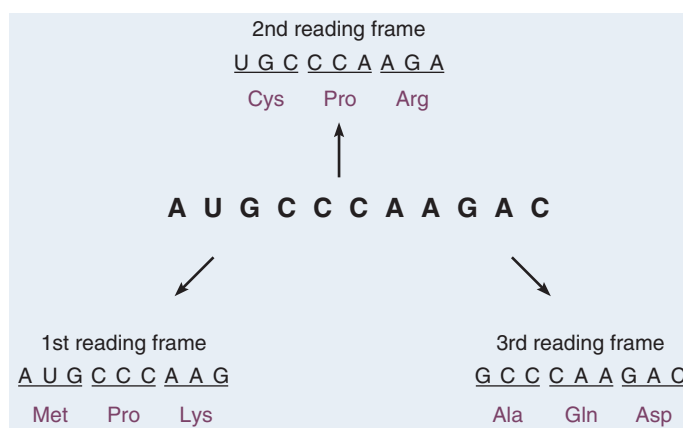 2nd reading frame
U G C C C A A G A
Cys Pro Arg
A U G C C C A A G A C
1st reading frame
A U G C C C A A G
Met Pro Lys
3rd reading frame
G C C C A A G A C
Ala Gln Asp